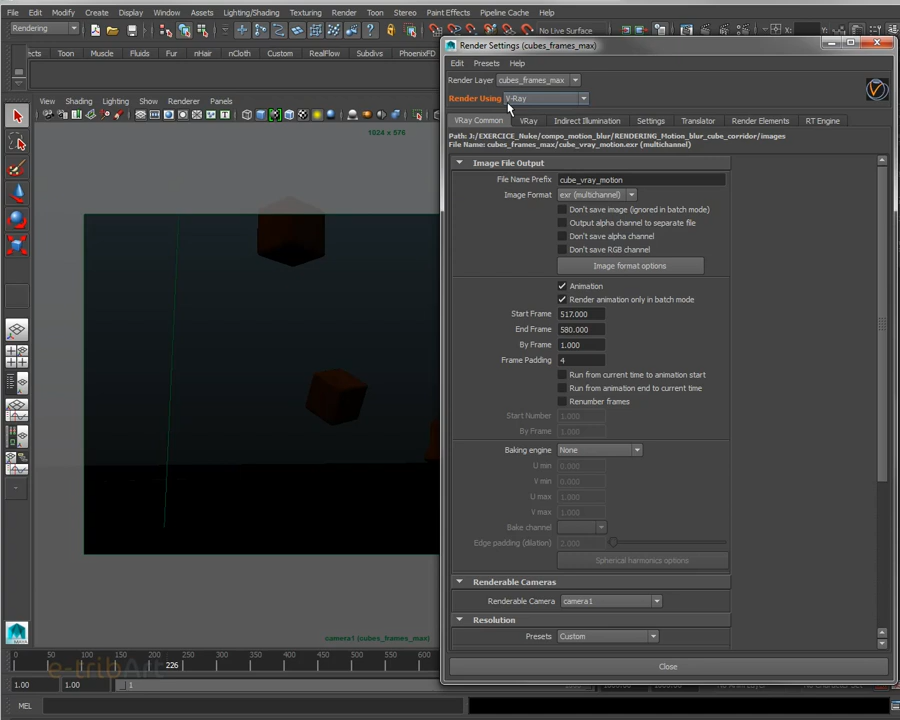 File Edit Modify Create Display Window Assets Lighting/Shading Texturing Render Toon Stereo Paint Effects Pipeline Cache
Rendering
No Live Surface
Toon Muscle Fluids Fur nHair nCloth Custom RealFlow Subdivs PhoenixFD
View Shading Lighting Show Renderer Panels
1024 x 576
Render Settings (cubes_frames_max)
Edit Presets Help
Render Layer cubes_frames_max
Render Using V-Ray
VRay Common VRay Indirect Illumination Settings Translator Render Elements RT Engine
Path: J:/EXERCICE_Nuke/compo_motion_blur/RENDERING_Motion_blur_cube_corridor/images
File Name: cubes_frames_max/cube_vray_motion.exr (multichannel)
Image File Output
File Name Prefix cube_vray_motion
Image Format exr (multichannel)
Don't save image (ignored in batch mode)
Output alpha channel to separate file
Don't save alpha channel
Don't save RGB channel
Image format options
Animation
Render animation only in batch mode
Start Frame 517.000
End Frame 580.000
By Frame 1.000
Frame Padding 4
Run from current time to animation start
Run from animation end to current time
Renumber frames
Start Number 1.000
By Frame 1.000
Baking engine None
U min 0.000
V min 0.000
U max 1.000
V max 1.000
Bake channel
Edge padding (dilation) 2.000
Spherical harmonics options
Renderable Cameras
Renderable Camera camera1
Resolution
Presets Custom
Close
camera1 (cubes_frames_max)
MAYA
0 50 100 150 200 250 300 350 400 450 500
226
e-tribArt
1.00 1.00 1
MEL